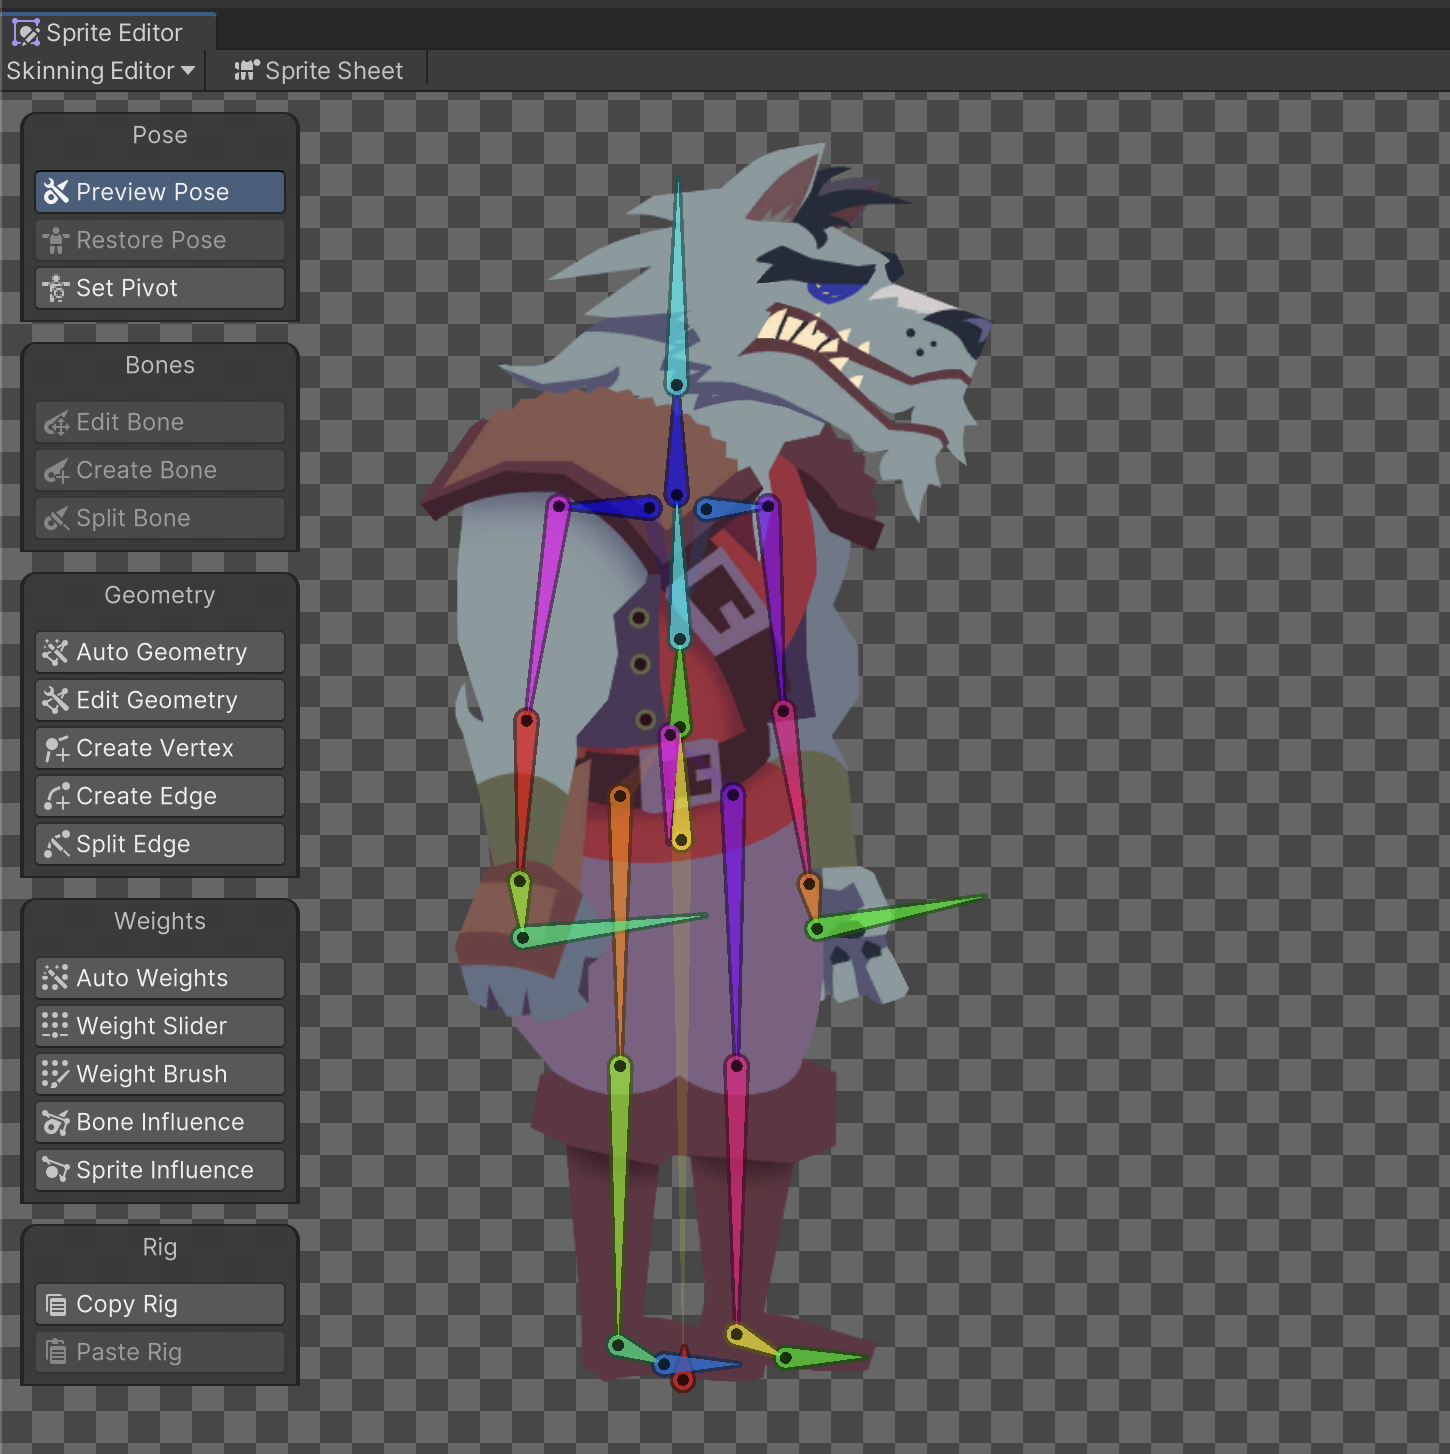 Sprite Editor
Skinning Editor
Sprite Sheet
Pose
Preview Pose
Restore Pose
Set Pivot
Bones
Edit Bone
Create Bone
Split Bone
Geometry
Auto Geometry
Edit Geometry
Create Vertex
Create Edge
Split Edge
Weights
Auto Weights
Weight Slider
Weight Brush
Bone Influence
Sprite Influence
Rig
Copy Rig
Paste Rig